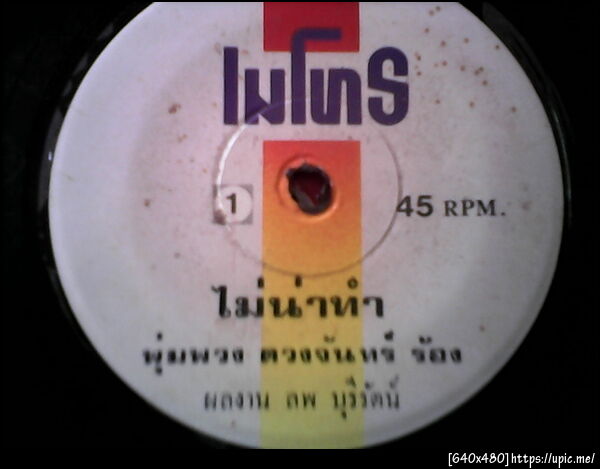 เมโทร
1
45 RPM.
ไม่น่าทำ
พุ่มพวง ดวงจันทร์ ร้อง
ผลงาน ลพ บุรีรัตน์
[640x480]https://upic.me/